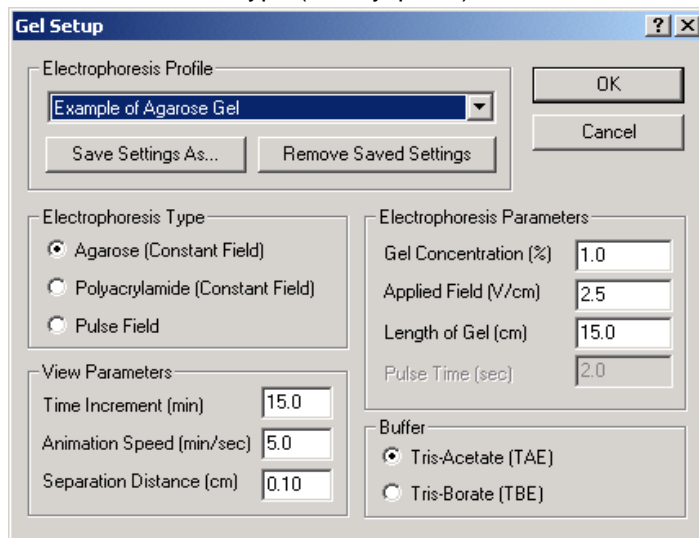 Gel Setup
Electrophoresis Profile
Example of Agarose Gel
Save Settings As...
Remove Saved Settings
OK
Cancel
Electrophoresis Type
Agarose (Constant Field)
Polyacrylamide (Constant Field)
Pulse Field
Electrophoresis Parameters
Gel Concentration (%) 1.0
Applied Field (V/cm) 2.5
Length of Gel (cm) 15.0
Pulse Time (sec) 2.0
View Parameters
Time Increment (min) 15.0
Animation Speed (min/sec) 5.0
Separation Distance (cm) 0.10
Buffer
Tris-Acetate (TAE)
Tris-Borate (TBE)